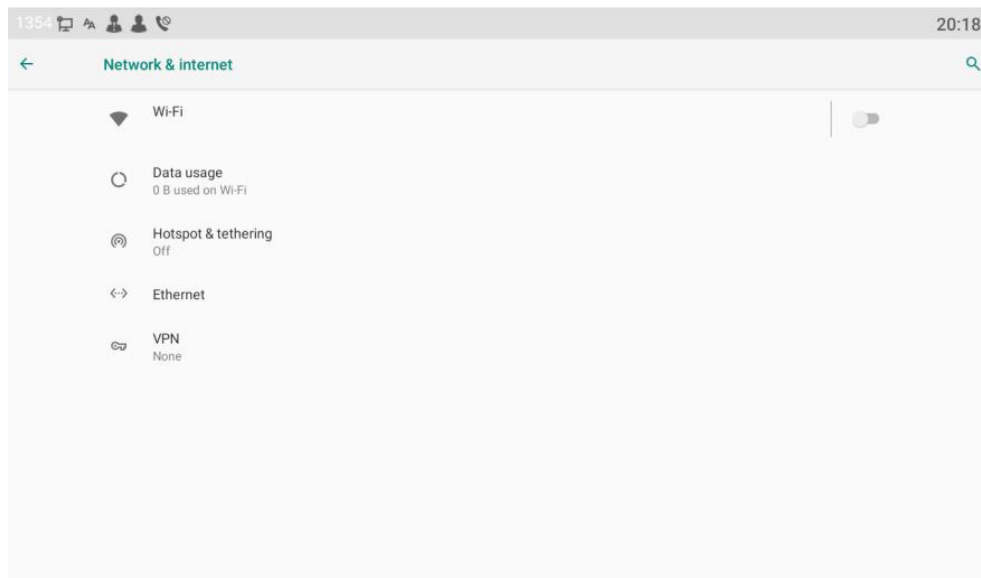 1354 20:18
Network & internet
Wi-Fi
Data usage
0 B used on Wi-Fi
Hotspot & tethering
Off
Ethernet
VPN
None